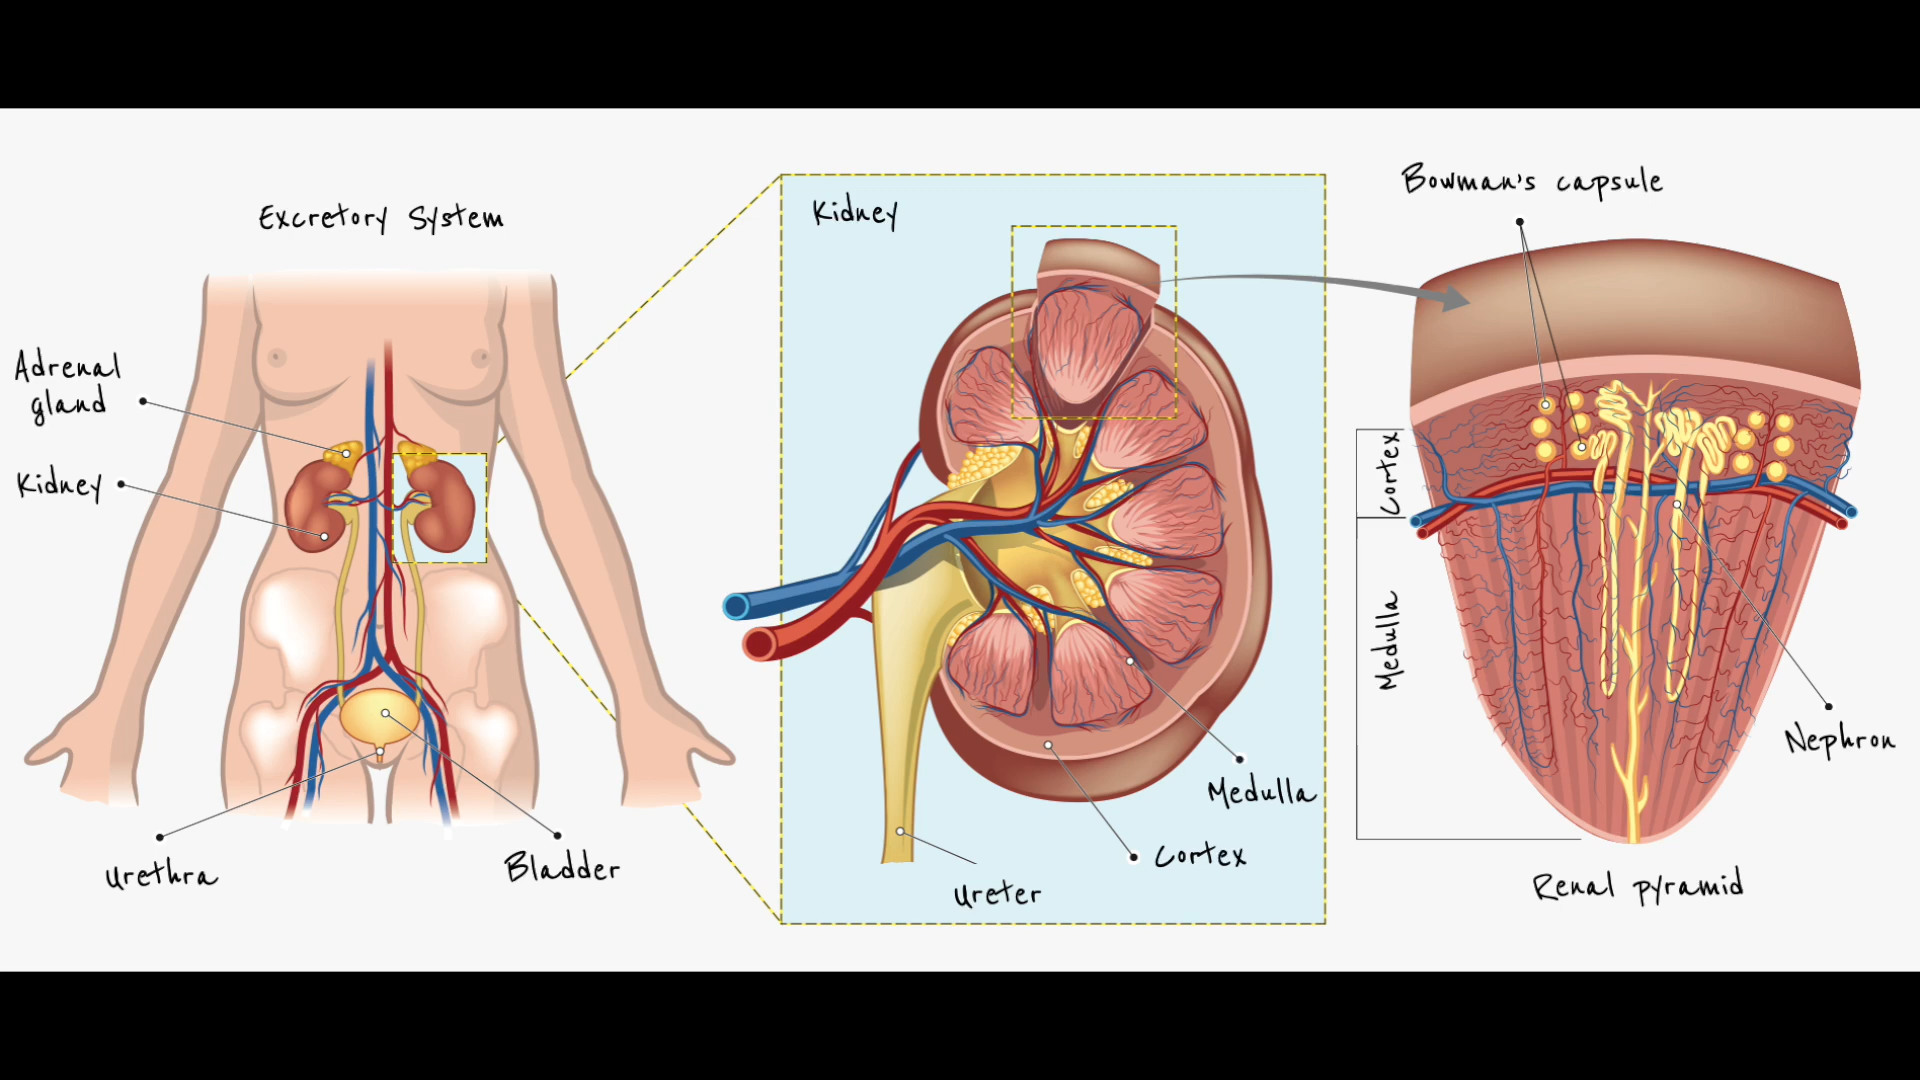 Excretory System
Adrenal
gland
Kidney
Urethra
Bladder
Kidney
Medulla
Cortex
Ureter
Bowman's capsule
Cortex
Medulla
Nephron
Renal pyramid